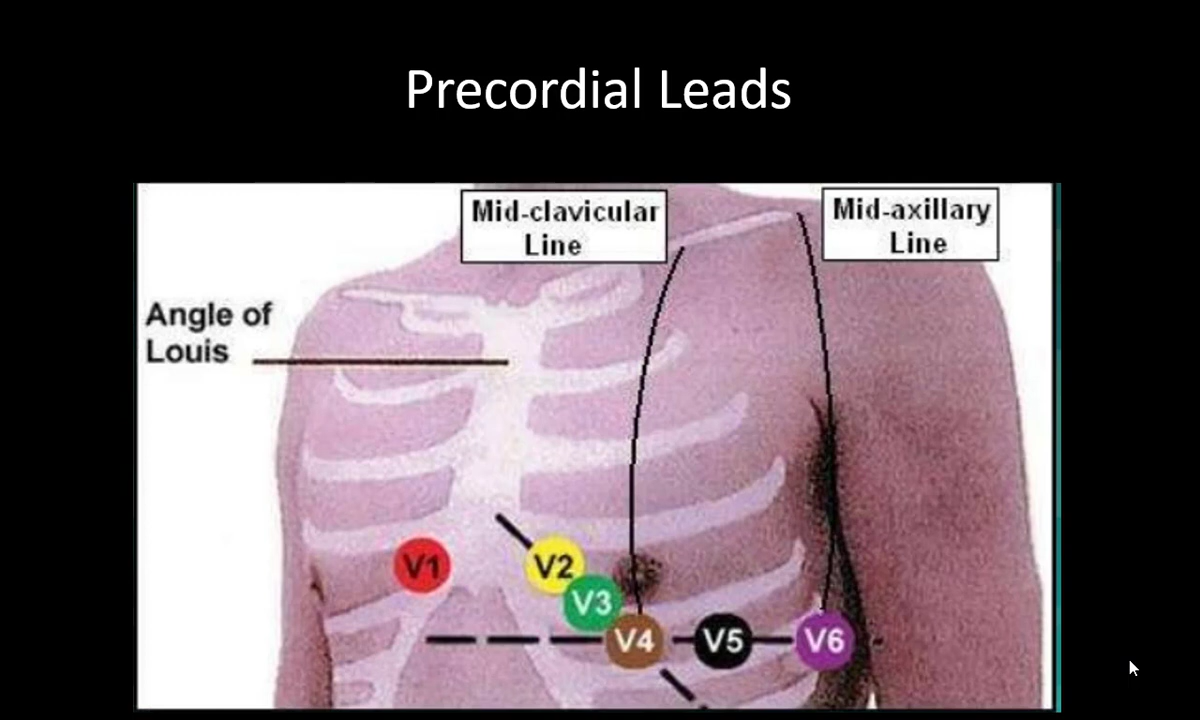 Precordial Leads
Mid-clavicular
Line
Mid-axillary
Line
Angle of
Louis
V1
V2
V3
V4
V5
V6